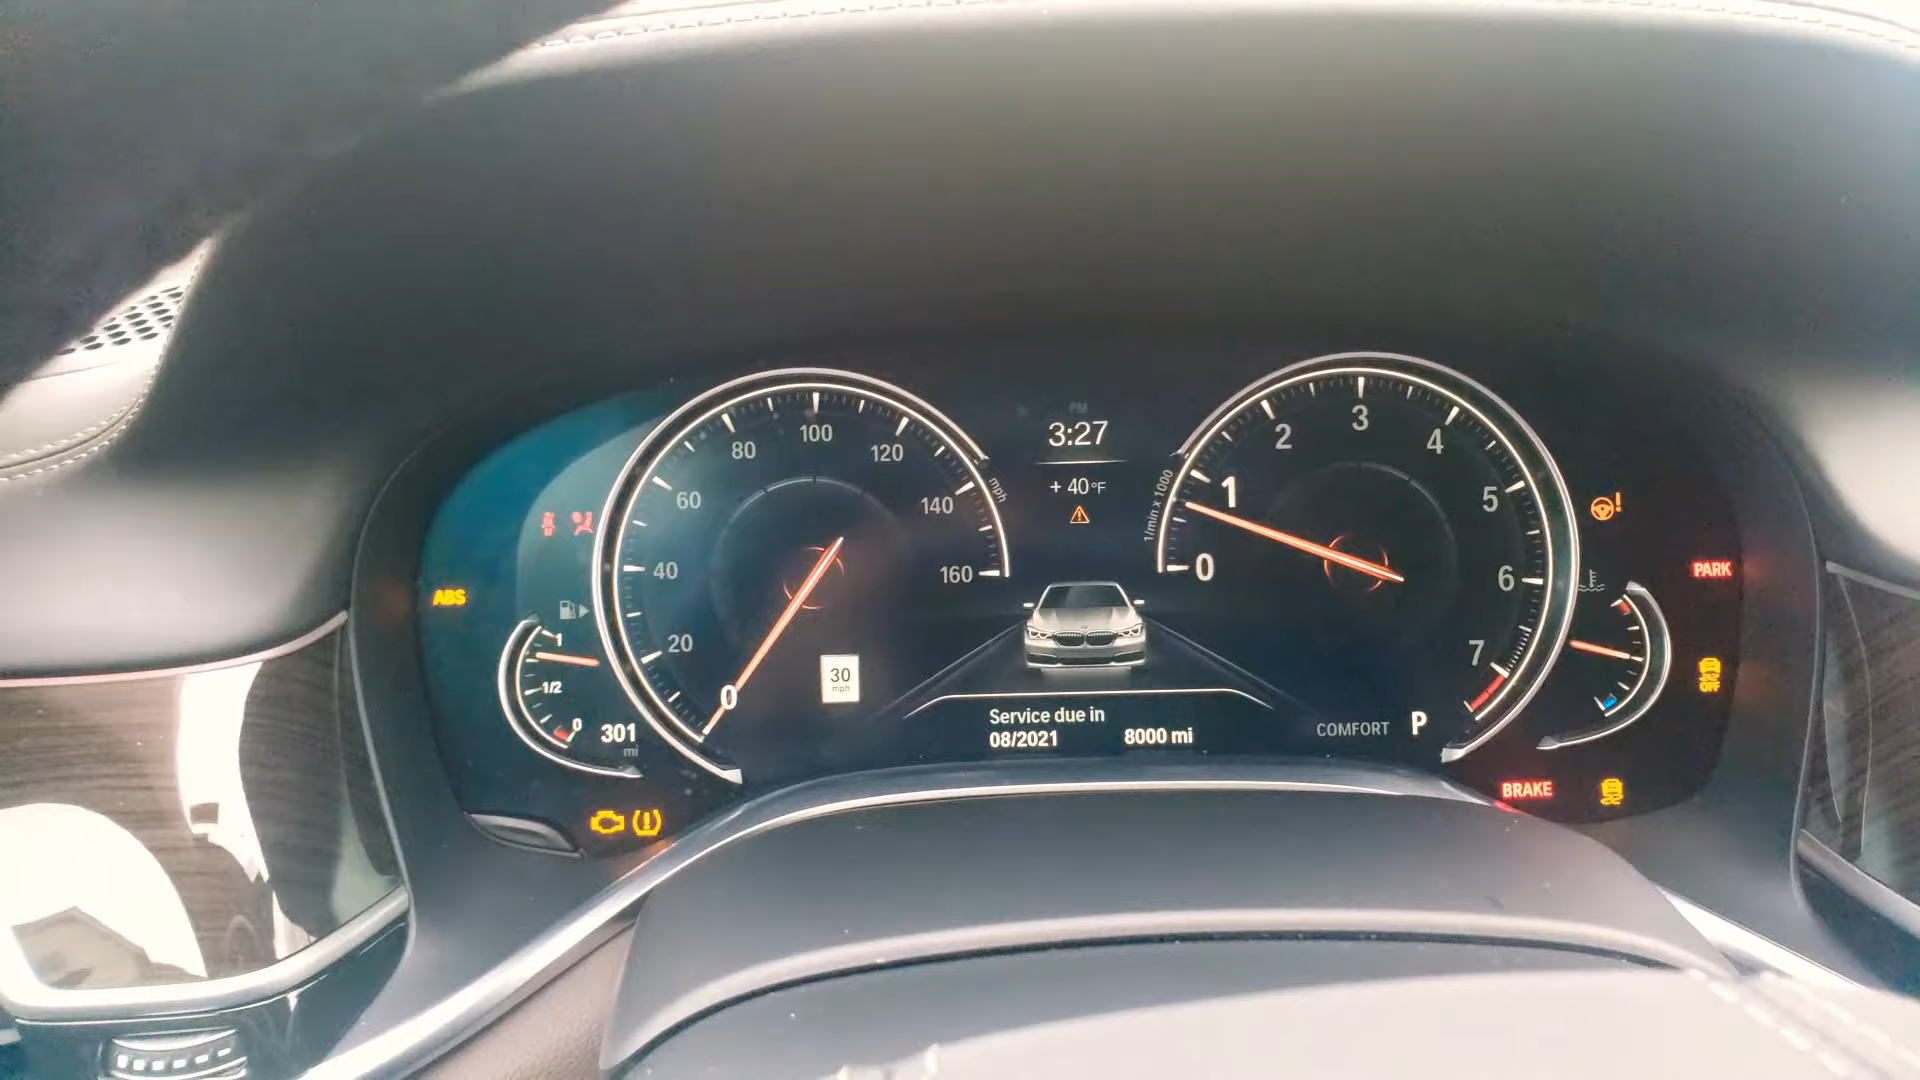 PM
3:27
+ 40°F
80
100
120
60
140
mph
40
160
20
0
30
mph
1/min x 1000
0
1
2
3
4
5
6
7
ABS
1
1/2
0
301
mi
Service due in
08/2021 8000 mi
COMFORT P
PARK
OFF
BRAKE